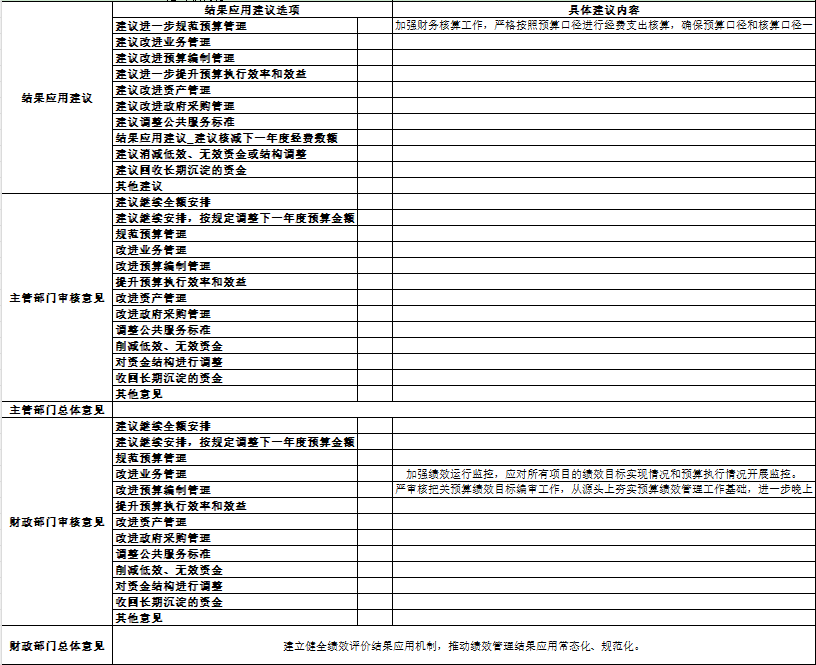 结果应用建议选项 具体建议内容
结果应用建议
建议进一步规范预算管理 加强财务核算工作，严格按照预算口径进行经费支出核算，确保预算口径和核算口径一
建议改进业务管理
建议改进预算编制管理
建议进一步提升预算执行效率和效益
建议改进资产管理
建议改进政府采购管理
建议调整公共服务标准
结果应用建议_建议核减下一年度经费数额
建议消减低效、无效资金或结构调整
建议回收长期沉淀的资金
其他建议
主管部门审核意见
建议继续全额安排
建议继续安排，按规定调整下一年度预算金额
规范预算管理
改进业务管理
改进预算编制管理
提升预算执行效率和效益
改进资产管理
改进政府采购管理
调整公共服务标准
削减低效、无效资金
对资金结构进行调整
收回长期沉淀的资金
其他意见
主管部门总体意见
财政部门审核意见
建议继续全额安排
建议继续安排，按规定调整下一年度预算金额
规范预算管理
改进业务管理 加强绩效运行监控，应对所有项目的绩效目标实现情况和预算执行情况开展监控。
改进预算编制管理 严审核把关预算绩效目标编审工作，从源头上夯实预算绩效管理工作基础，进一步晚上
提升预算执行效率和效益
改进资产管理
改进政府采购管理
调整公共服务标准
削减低效、无效资金
对资金结构进行调整
收回长期沉淀的资金
其他意见
财政部门总体意见 建立健全绩效评价结果应用机制，推动绩效管理结果应用常态化、规范化。